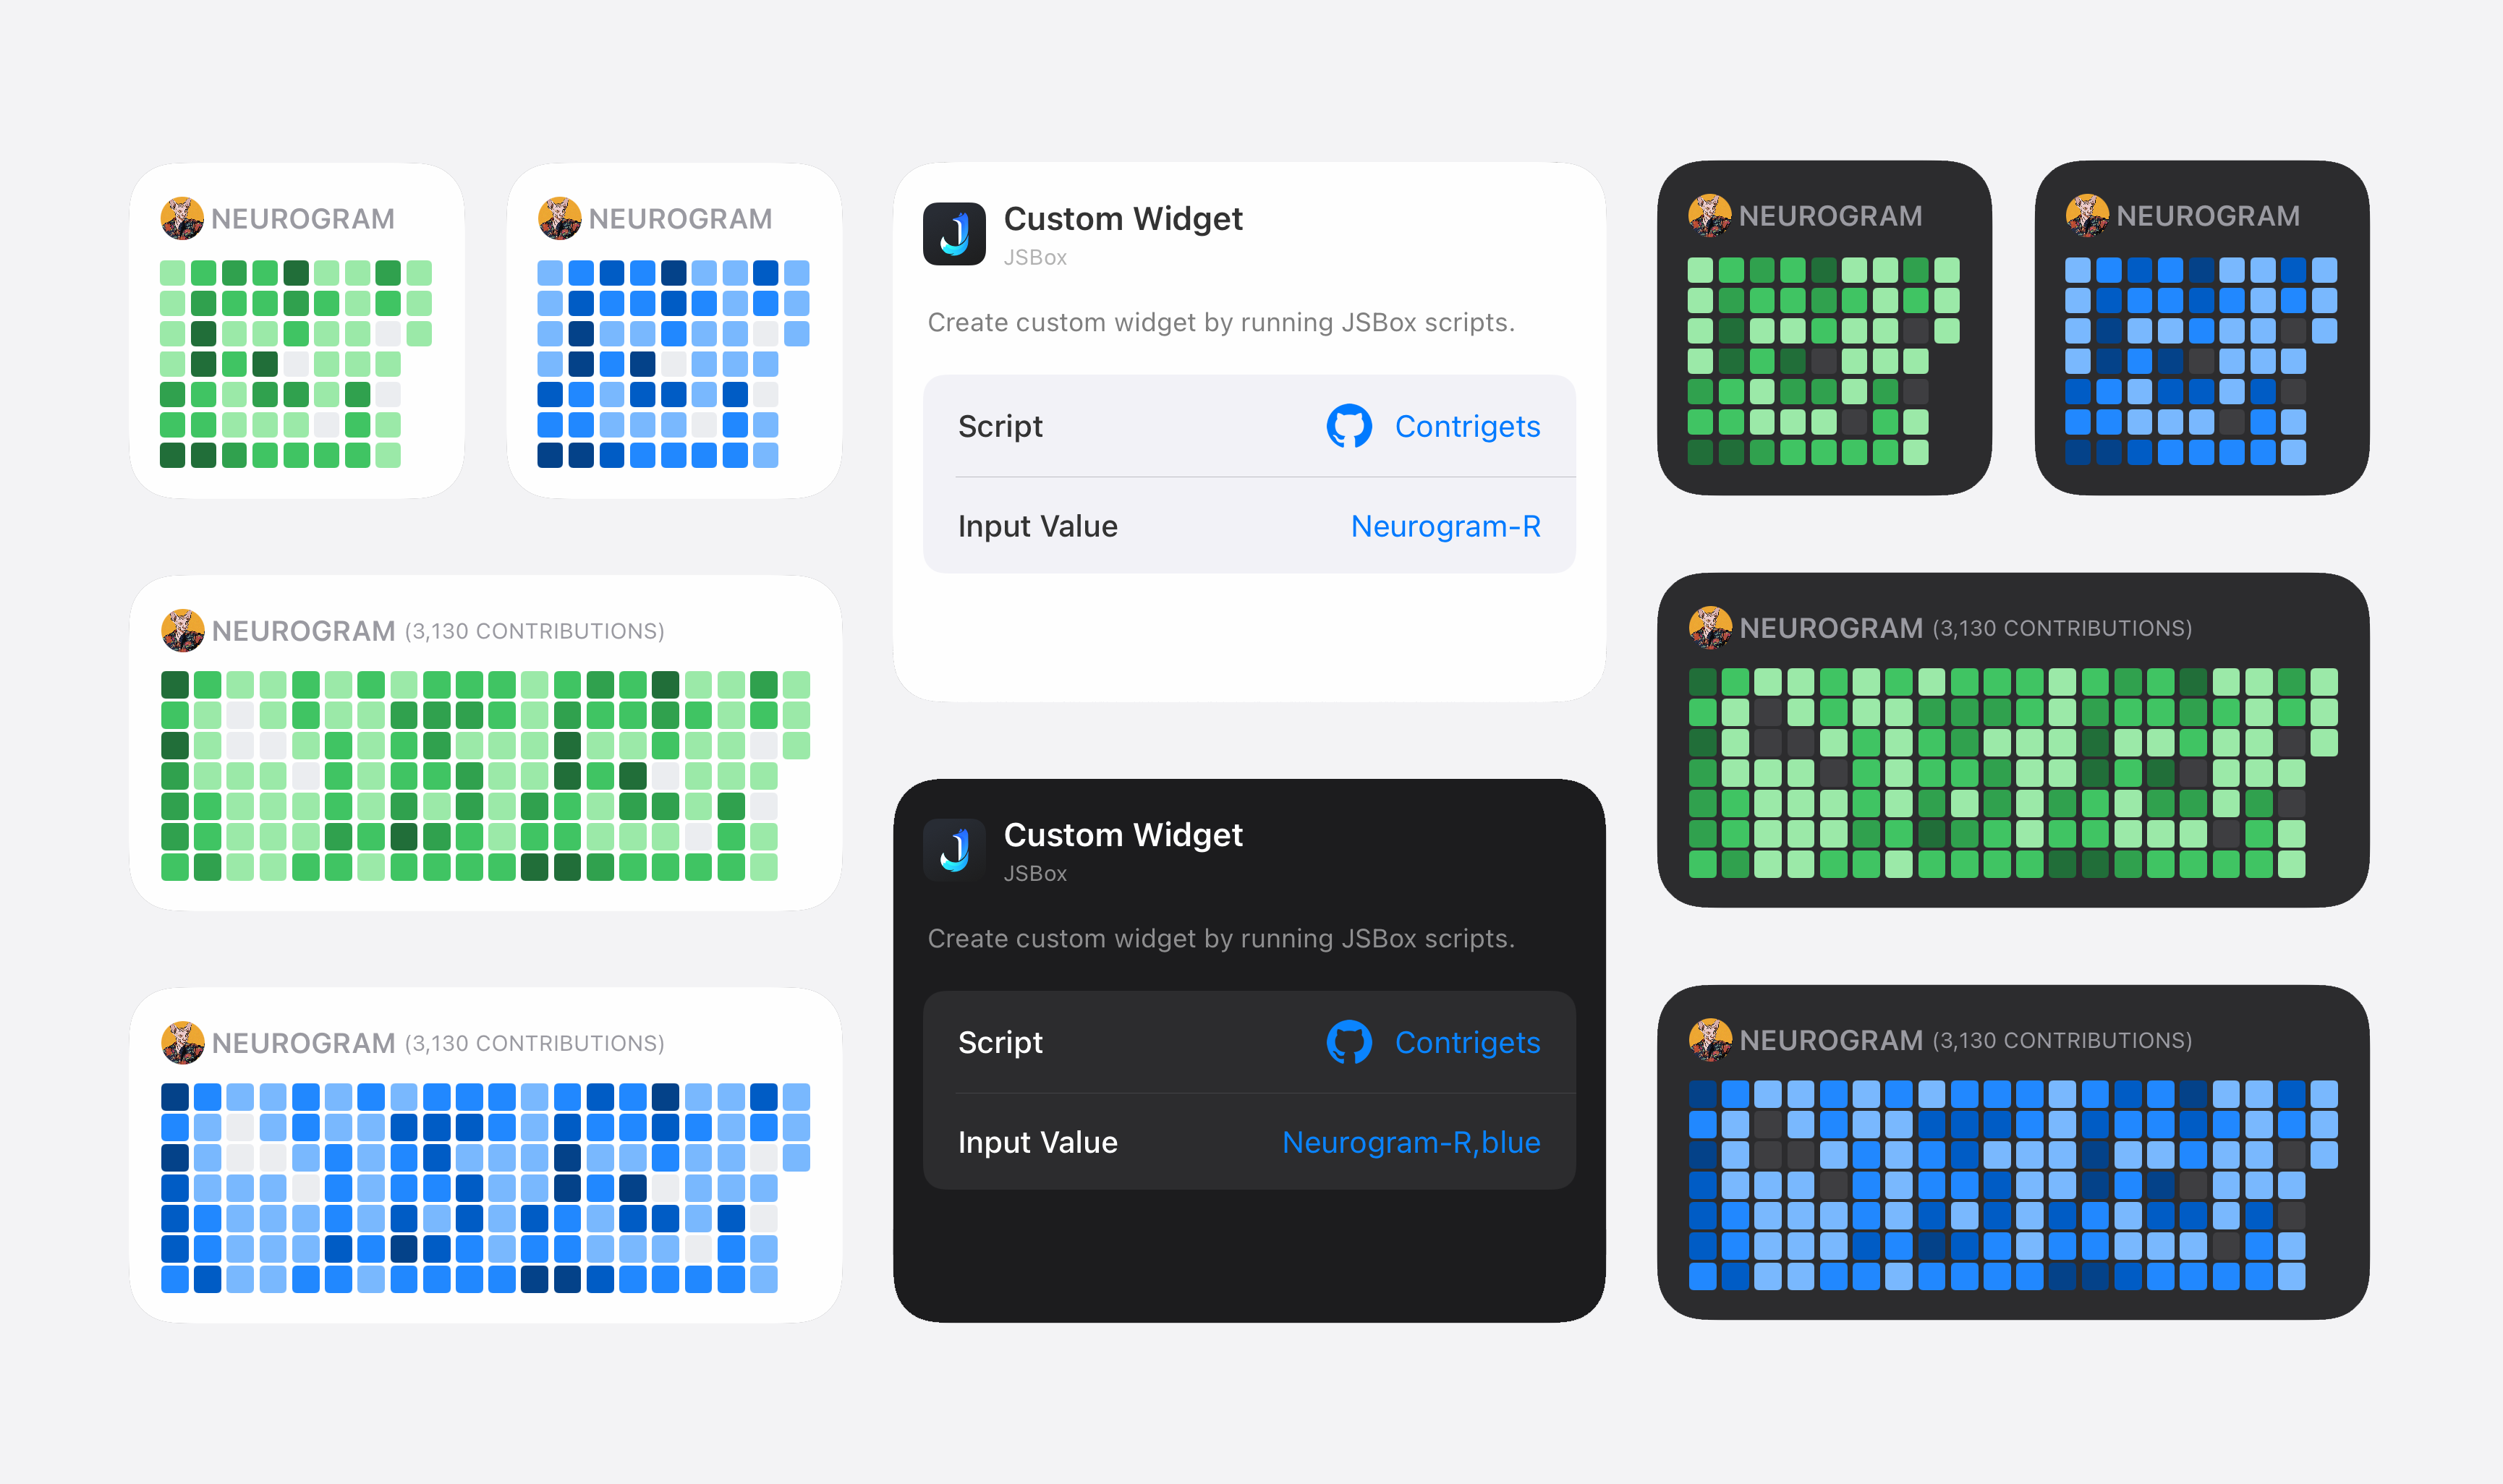 NEUROGRAM
NEUROGRAM
NEUROGRAM (3,130 CONTRIBUTIONS)
NEUROGRAM (3,130 CONTRIBUTIONS)
Custom Widget
JSBox
Create custom widget by running JSBox scripts.
Script Contrigets
Input Value Neurogram-R
Custom Widget
JSBox
Create custom widget by running JSBox scripts.
Script Contrigets
Input Value Neurogram-R,blue
NEUROGRAM
NEUROGRAM
NEUROGRAM (3,130 CONTRIBUTIONS)
NEUROGRAM (3,130 CONTRIBUTIONS)